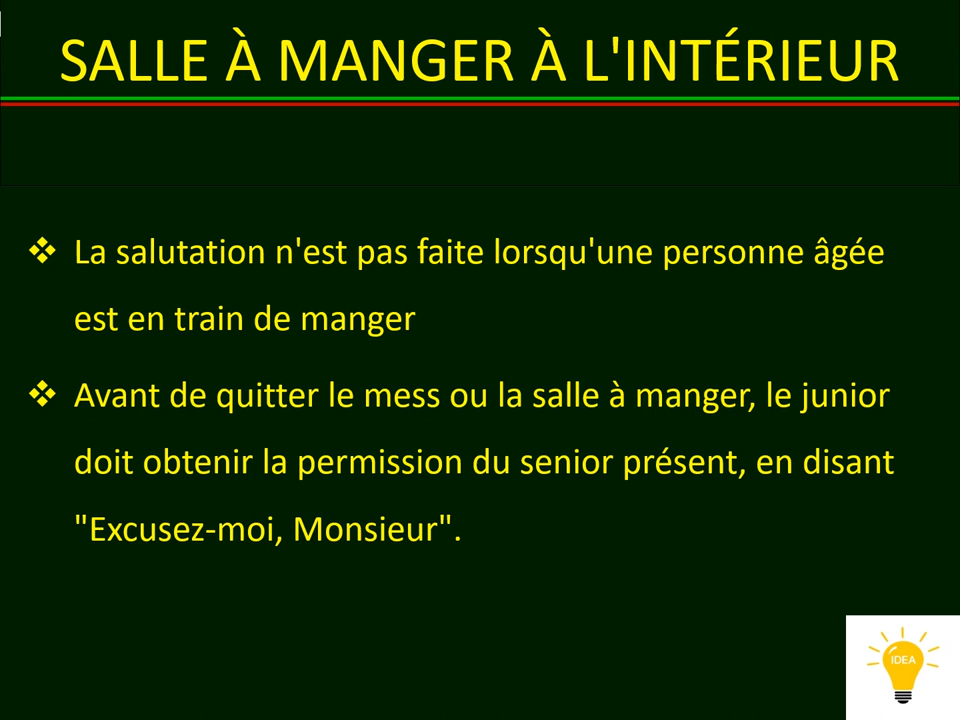 SALLE À MANGER À L'INTÉRIEUR
❖ La salutation n'est pas faite lorsqu'une personne âgée
est en train de manger
❖ Avant de quitter le mess ou la salle à manger, le junior
doit obtenir la permission du senior présent, en disant
"Excusez-moi, Monsieur".
IDEA